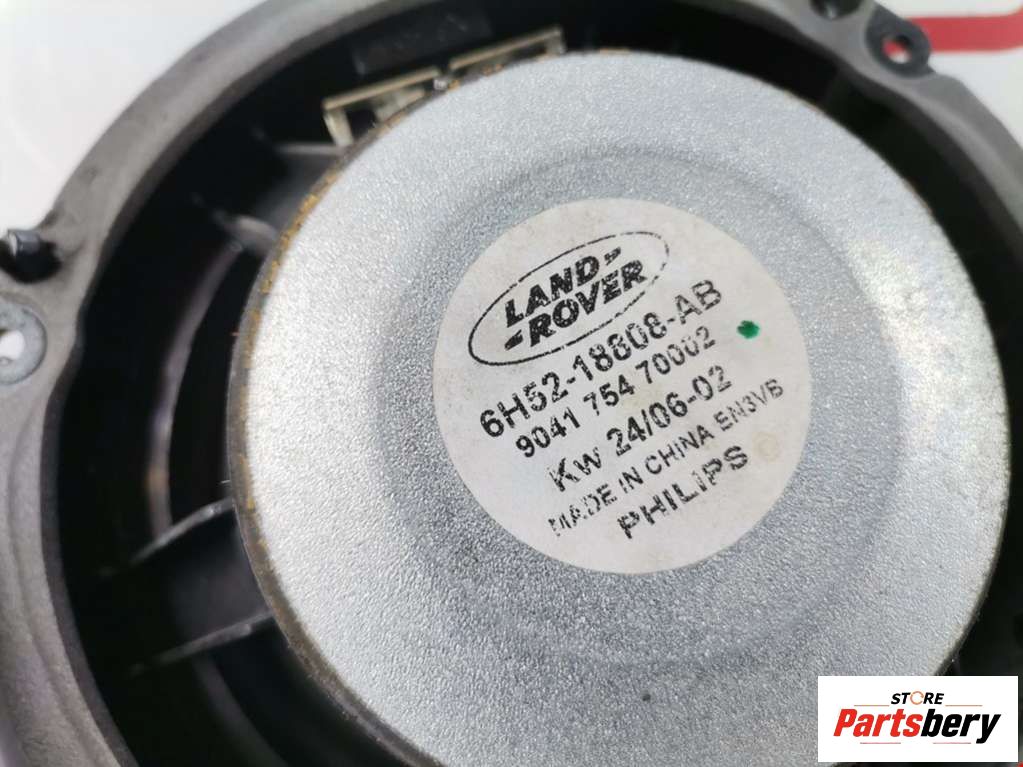 LAND
ROVER
6H52-18808-AB
9041 754 70002
Kw 24/06-02
MADE IN CHINA EN3VB
PHILIPS
STORE
Partsbery